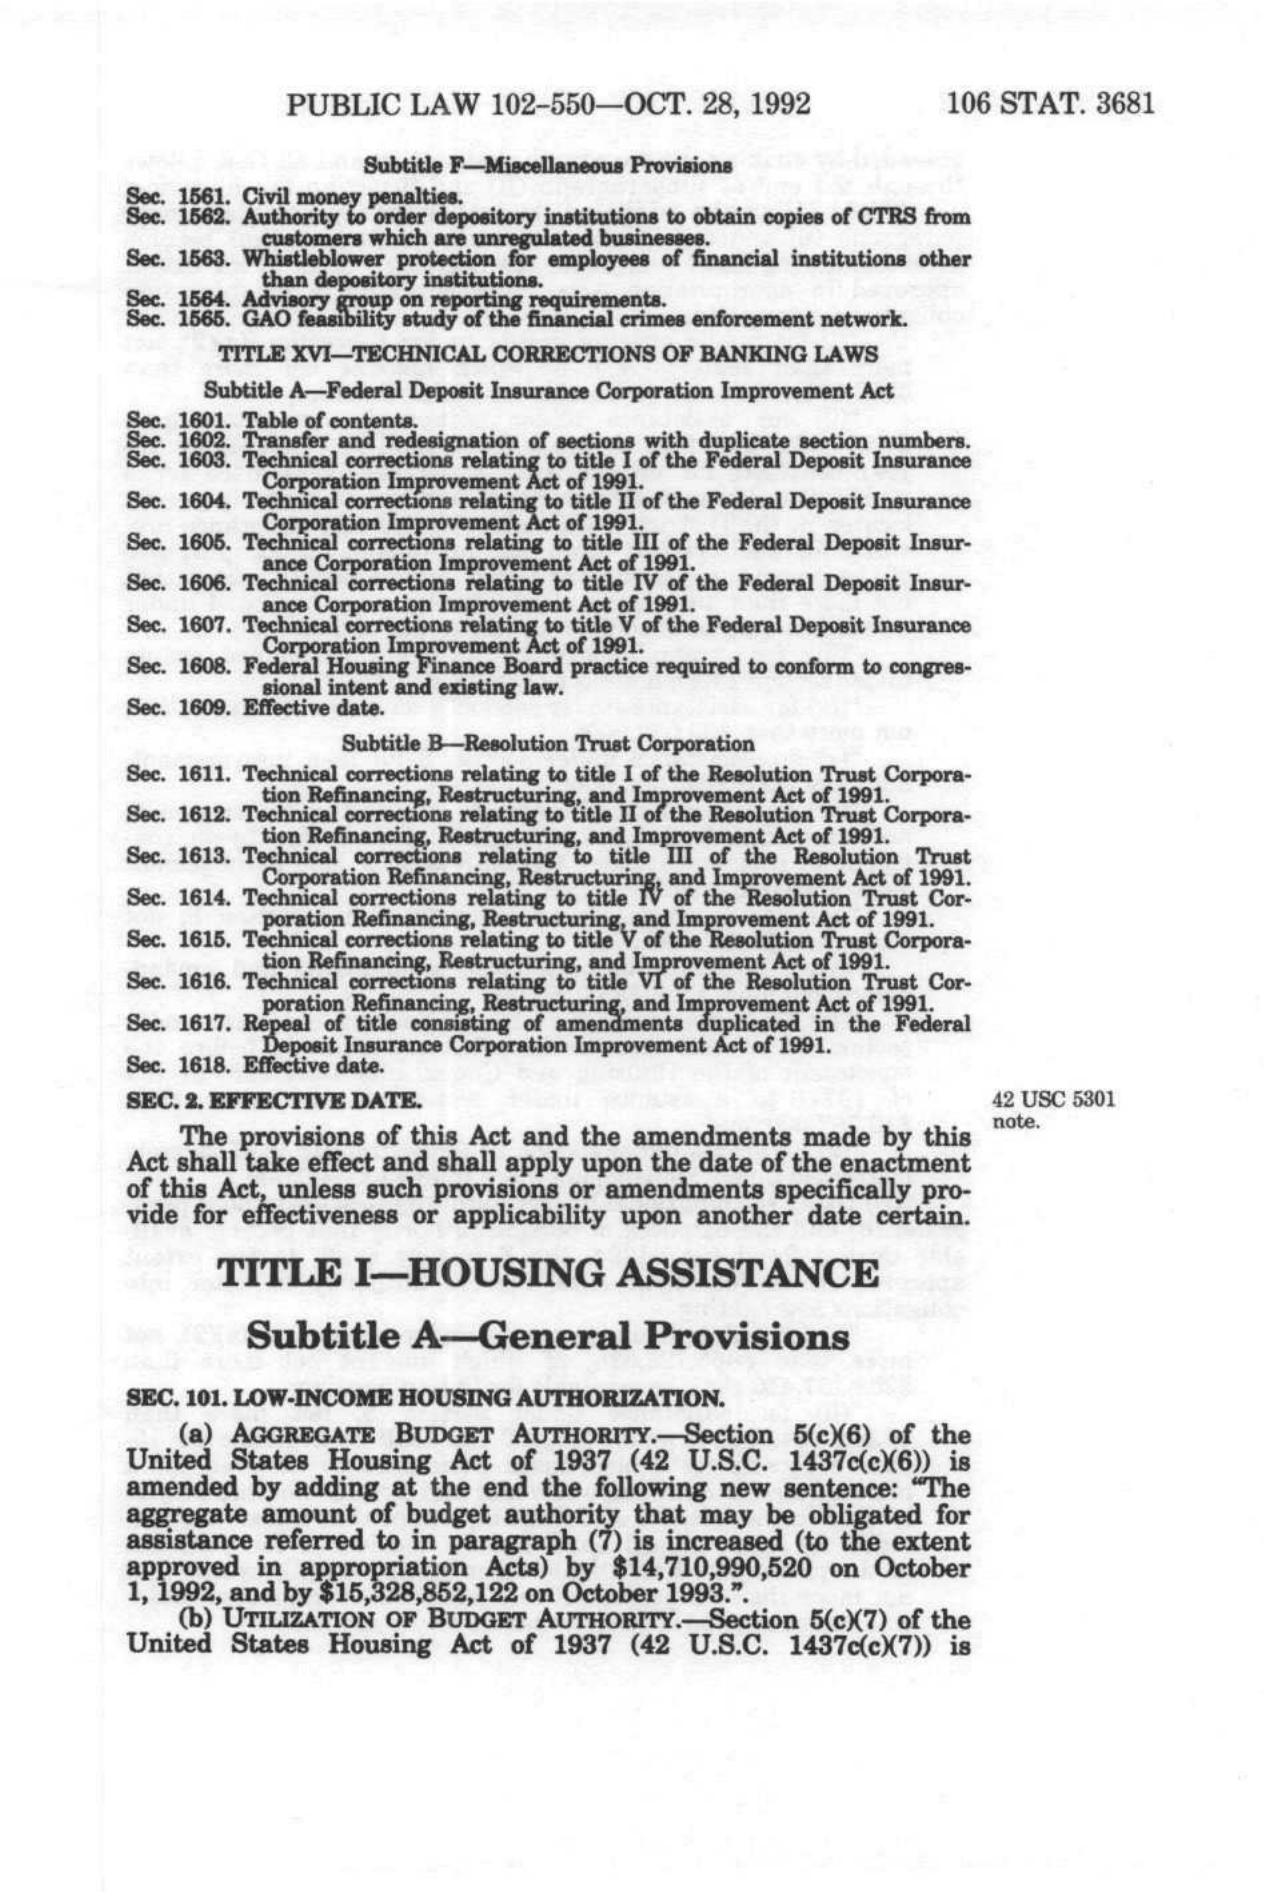 PUBLIC LAW 102-550—OCT. 28, 1992 106 STAT. 3681
Subtitle F—Miscellaneous Provisions
Sec. 1561. Civil money penalties.
Sec. 1562. Authority to order depository institutions to obtain copies of CTRS from
customers which are unregulated businesses.
Sec. 1563. Whistleblower protection for employees of financial institutions other
than depository institutions.
Sec. 1564. Advisory group on reporting requirements.
Sec. 1565. GAO feasibility study of the financial crimes enforcement network.
TITLE XVI—TECHNICAL CORRECTIONS OF BANKING LAWS
Subtitle A—Federal Deposit Insurance Corporation Improvement Act
Sec. 1601. Table of contents.
Sec. 1602. Transfer and redesignation of sections with duplicate section numbers.
Sec. 1603. Technical corrections relating to title I of the Federal Deposit Insurance
Corporation Improvement Act of 1991.
Sec. 1604. Technical corrections relating to title II of the Federal Deposit Insurance
Corporation Improvement Act of 1991.
Sec. 1605. Technical corrections relating to title III of the Federal Deposit Insur-
ance Corporation Improvement Act of 1991.
Sec. 1606. Technical corrections relating to title IV of the Federal Deposit Insur-
ance Corporation Improvement Act of 1991.
Sec. 1607. Technical corrections relating to title V of the Federal Deposit Insurance
Corporation Improvement Act of 1991.
Sec. 1608. Federal Housing Finance Board practice required to conform to congres-
sional intent and existing law.
Sec. 1609. Effective date.
Subtitle B—Resolution Trust Corporation
Sec. 1611. Technical corrections relating to title I of the Resolution Trust Corpora-
tion Refinancing, Restructuring, and Improvement Act of 1991.
Sec. 1612. Technical corrections relating to title II of the Resolution Trust Corpora-
tion Refinancing, Restructuring, and Improvement Act of 1991.
Sec. 1613. Technical corrections relating to title III of the Resolution Trust
Corporation Refinancing, Restructuring, and Improvement Act of 1991.
Sec. 1614. Technical corrections relating to title IV of the Resolution Trust Cor-
poration Refinancing, Restructuring, and Improvement Act of 1991.
Sec. 1615. Technical corrections relating to title V of the Resolution Trust Corpora-
tion Refinancing, Restructuring, and Improvement Act of 1991.
Sec. 1616. Technical corrections relating to title VI of the Resolution Trust Cor-
poration Refinancing, Restructuring, and Improvement Act of 1991.
Sec. 1617. Repeal of title consisting of amendments duplicated in the Federal
Deposit Insurance Corporation Improvement Act of 1991.
Sec. 1618. Effective date.
SEC. 2. EFFECTIVE DATE.
42 USC 5301
note.
The provisions of this Act and the amendments made by this
Act shall take effect and shall apply upon the date of the enactment
of this Act, unless such provisions or amendments specifically pro-
vide for effectiveness or applicability upon another date certain.
TITLE I—HOUSING ASSISTANCE
Subtitle A—General Provisions
SEC. 101. LOW-INCOME HOUSING AUTHORIZATION.
(a) AGGREGATE BUDGET AUTHORITY.—Section 5(c)(6) of the
United States Housing Act of 1937 (42 U.S.C. 1437c(c)(6)) is
amended by adding at the end the following new sentence: “The
aggregate amount of budget authority that may be obligated for
assistance referred to in paragraph (7) is increased (to the extent
approved in appropriation Acts) by $14,710,990,520 on October
1, 1992, and by $15,328,852,122 on October 1993.”.
(b) UTILIZATION OF BUDGET AUTHORITY.—Section 5(c)(7) of the
United States Housing Act of 1937 (42 U.S.C. 1437c(c)(7)) is